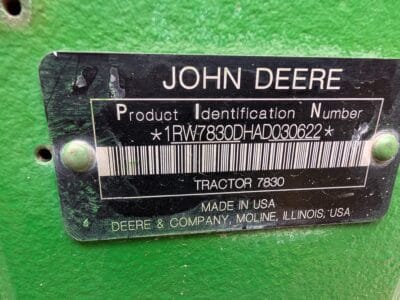 JOHN DEERE
Product Identification Number
*1RW7830DHAD030622*
TRACTOR 7830
MADE IN USA
DEERE & COMPANY, MOLINE, ILLINOIS, USA